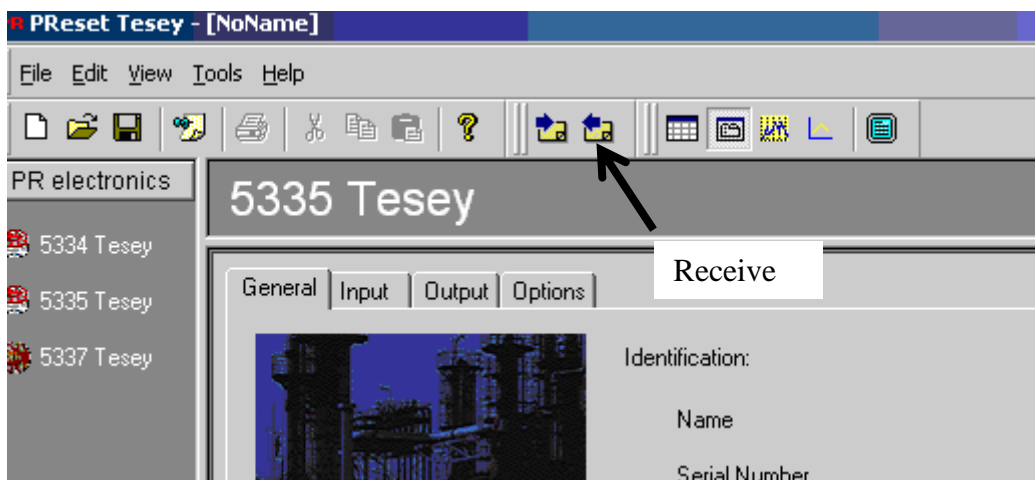 PReset Tesey - [NoName]
File Edit View Tools Help
PR electronics
5334 Tesey
5335 Tesey
5337 Tesey
5335 Tesey
Receive
General Input Output Options
Identification:
Name
Serial Number